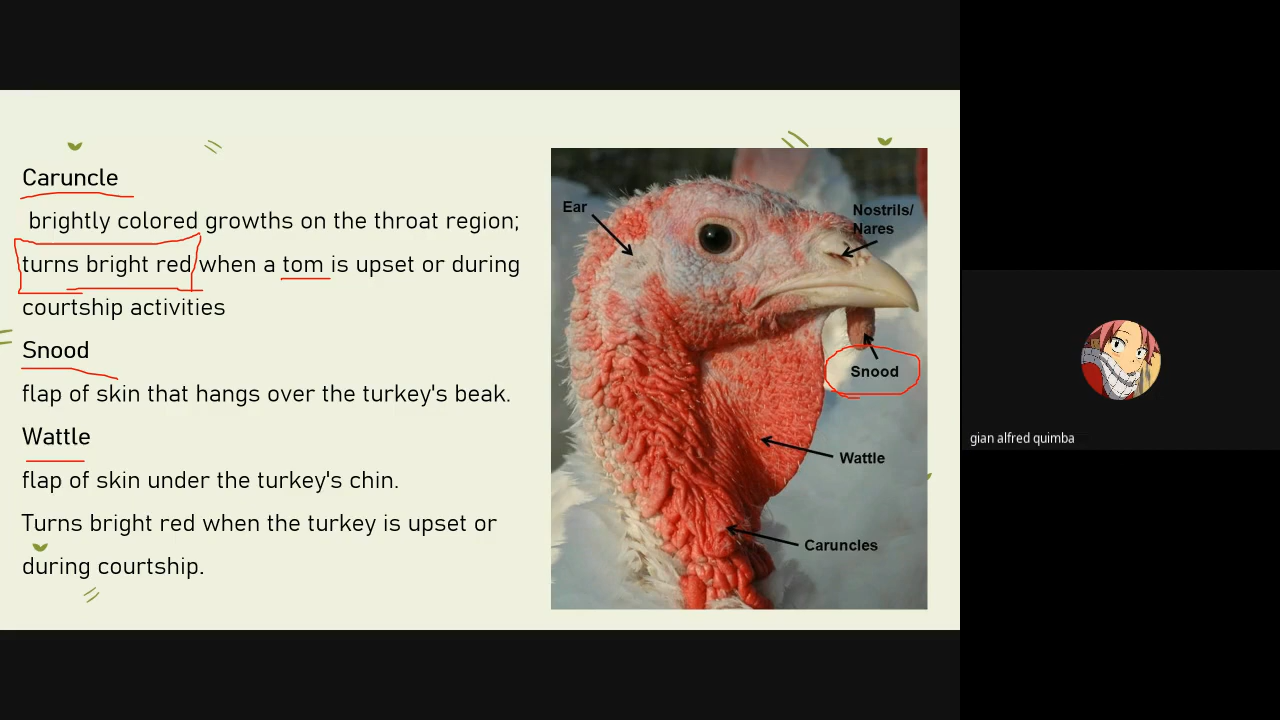 Caruncle
brightly colored growths on the throat region;
turns bright red when a tom is upset or during
courtship activities
Snood
flap of skin that hangs over the turkey's beak.
Wattle
flap of skin under the turkey's chin.
Turns bright red when the turkey is upset or
during courtship.
Ear
Nostrils/
Nares
Snood
Wattle
Caruncles
gian alfred quimba